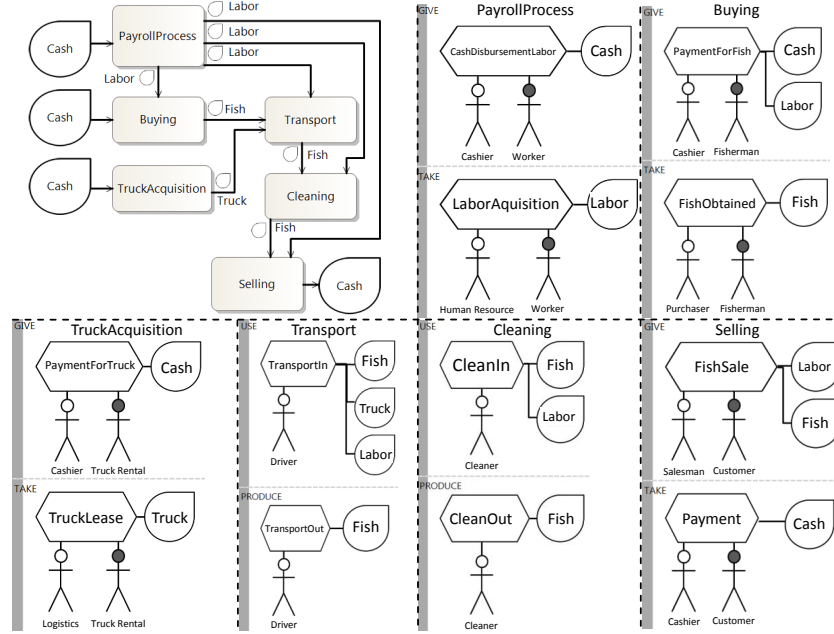 Labor
Labor
Labor
Cash
PayrollProcess
Labor
Cash
Buying
Fish
Transport
Fish
Cash
TruckAcquisition
Truck
Cleaning
Fish
Selling
Cash
GIVE
PayrollProcess
CashDisbursementLabor
Cash
Cashier
Worker
TAKE
LaborAquisition
Labor
Human Resource
Worker
GIVE
Buying
PaymentForFish
Cash
Labor
Cashier
Fisherman
TAKE
FishObtained
Fish
Purchaser
Fisherman
GIVE
TruckAcquisition
PaymentForTruck
Cash
Cashier
Truck Rental
TAKE
TruckLease
Truck
Logistics
Truck Rental
USE
Transport
TransportIn
Fish
Truck
Labor
Driver
PRODUCE
TransportOut
Fish
Driver
USE
Cleaning
CleanIn
Fish
Labor
Cleaner
PRODUCE
CleanOut
Fish
Cleaner
GIVE
Selling
FishSale
Labor
Fish
Salesman
Customer
TAKE
Payment
Cash
Cashier
Customer